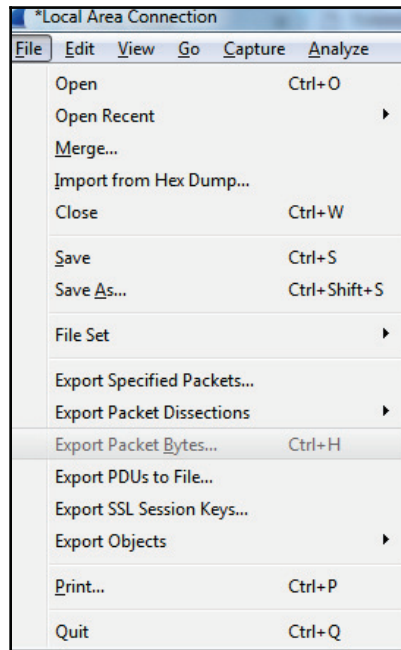 *Local Area Connection
File Edit View Go Capture Analyze
Open Ctrl+O
Open Recent
Merge...
Import from Hex Dump...
Close Ctrl+W
Save Ctrl+S
Save As... Ctrl+Shift+S
File Set
Export Specified Packets...
Export Packet Dissections
Export Packet Bytes... Ctrl+H
Export PDUs to File...
Export SSL Session Keys...
Export Objects
Print... Ctrl+P
Quit Ctrl+Q